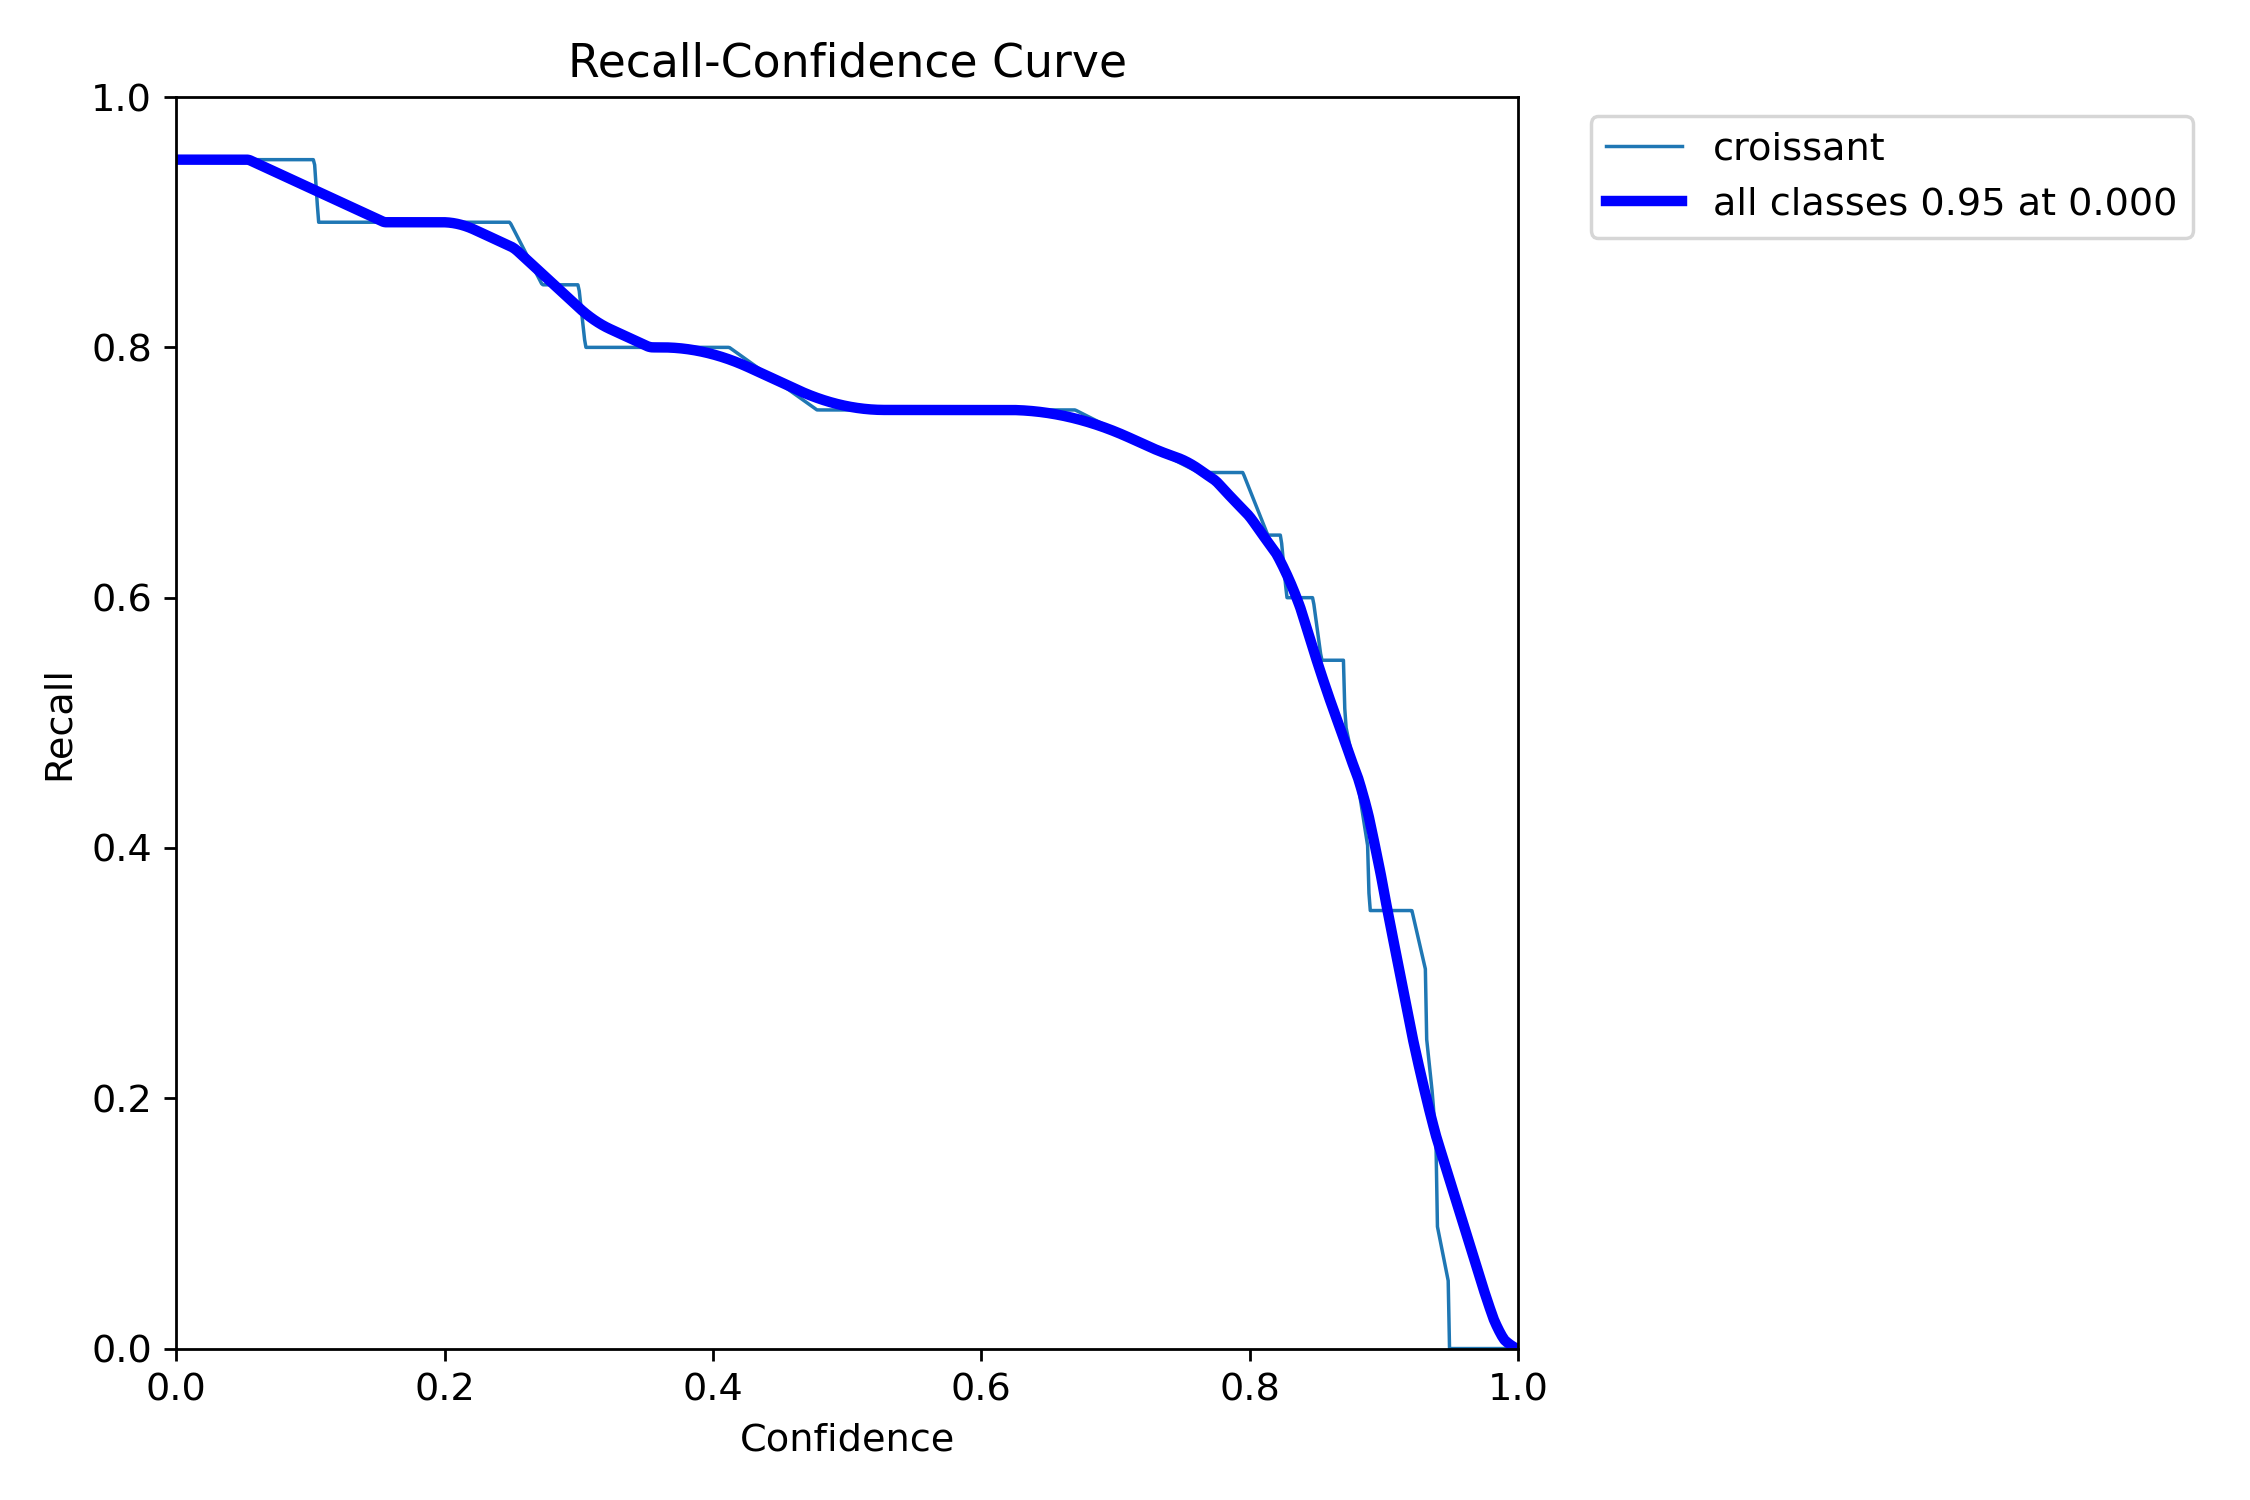 Recall-Confidence Curve
1.0
0.8
0.6
0.4
0.2
0.0
Recall
0.0 0.2 0.4 0.6 0.8 1.0
Confidence
croissant
all classes 0.95 at 0.000